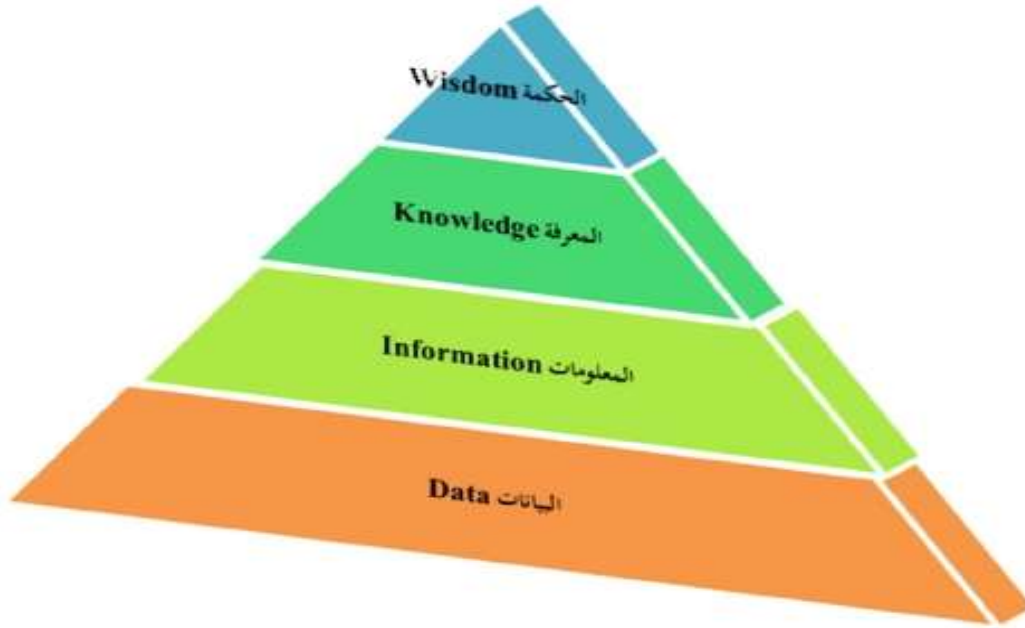 Wisdom الحكمة
Knowledge المعرفة
Information المعلومات
Data البيانات